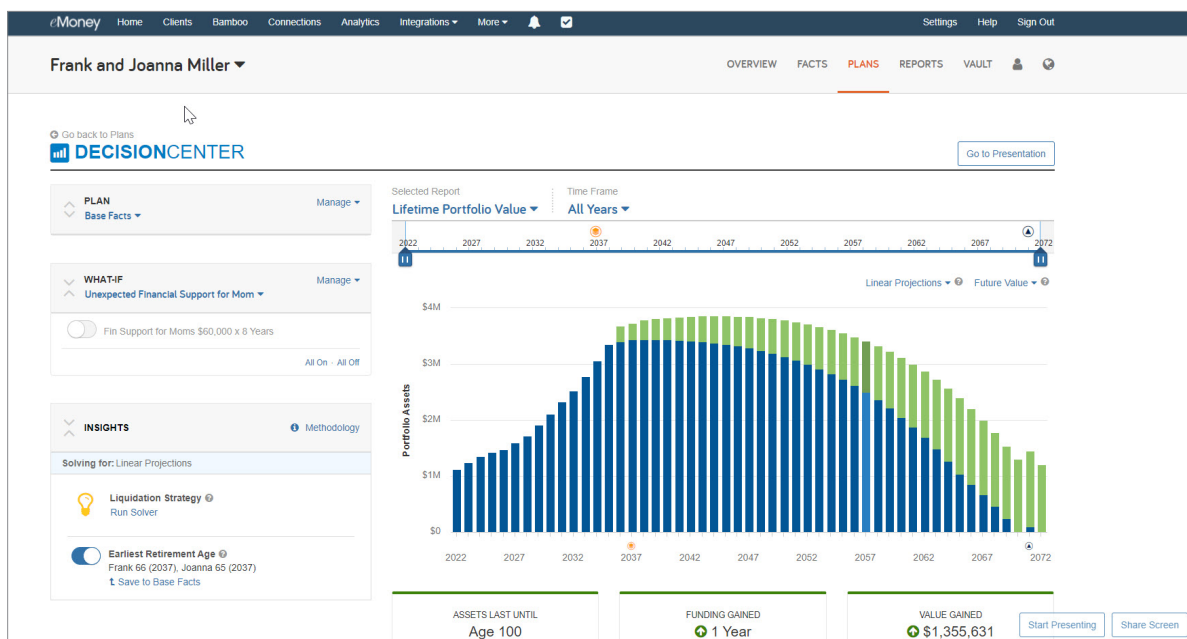 eMoney Home Clients Bamboo Connections Analytics Integrations More Settings Help Sign Out
Frank and Joanna Miller
OVERVIEW FACTS PLANS REPORTS VAULT
Go back to Plans
DECISIONCENTER
Go to Presentation
PLAN
Base Facts
Manage
WHAT-IF
Unexpected Financial Support for Mom
Manage
Fin Support for Moms $60,000 x 8 Years
All On - All Off
INSIGHTS
Methodology
Solving for: Linear Projections
Liquidation Strategy
Run Solver
Earliest Retirement Age
Frank 66 (2037), Joanna 65 (2037)
Save to Base Facts
Selected Report
Lifetime Portfolio Value
Time Frame
All Years
2022 2027 2032 2037 2042 2047 2052 2057 2062 2067 2072
Linear Projections Future Value
Portfolio Assets
$4M
$3M
$2M
$1M
$0
2022 2027 2032 2037 2042 2047 2052 2057 2062 2067 2072
ASSETS LAST UNTIL
Age 100
FUNDING GAINED
1 Year
VALUE GAINED
$1,355,631
Start Presenting
Share Screen